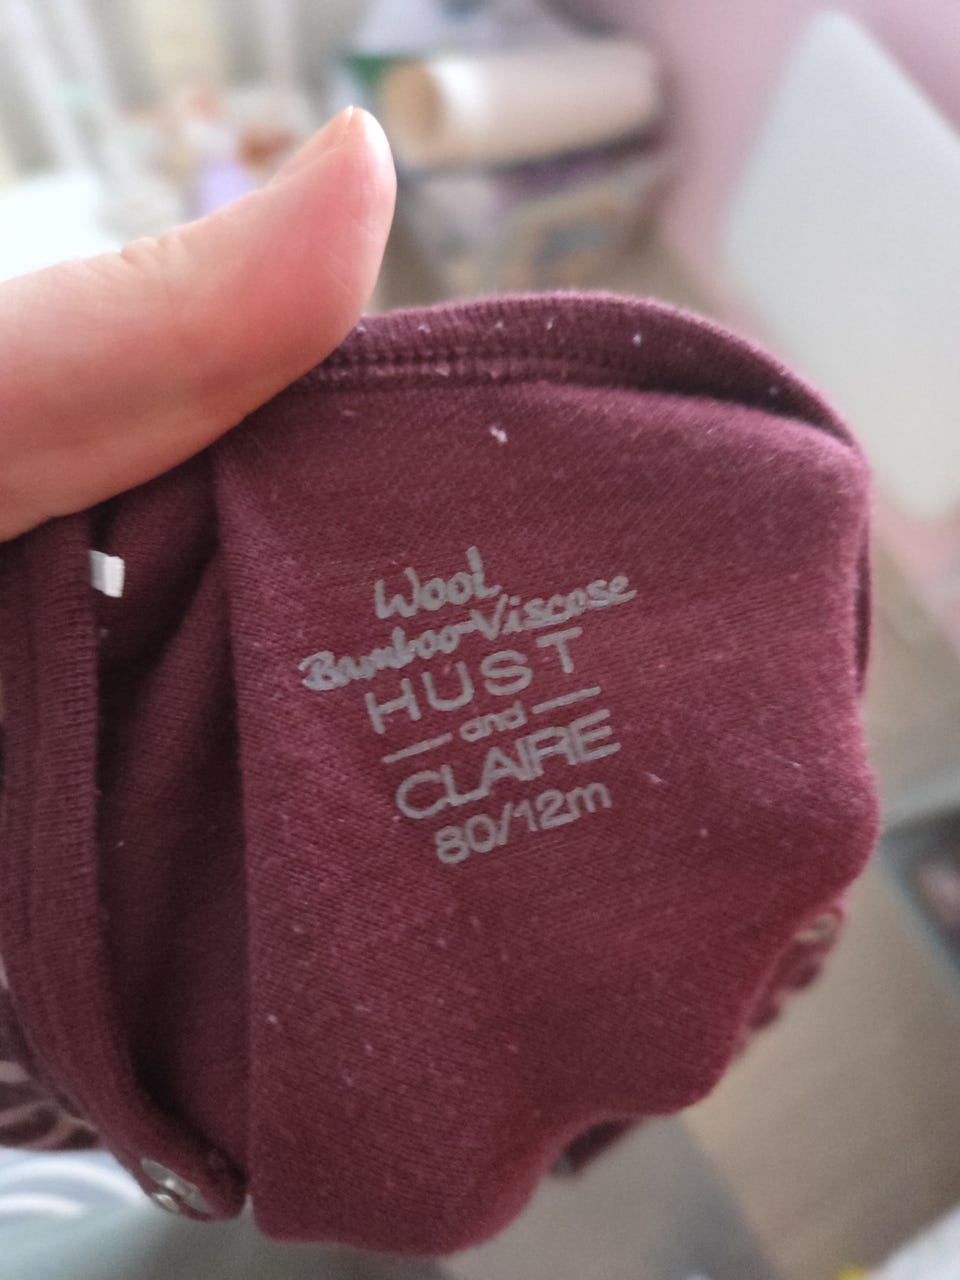 Wool
Bamboo-Viscose
HUST
and
CLAIRE
80/12m